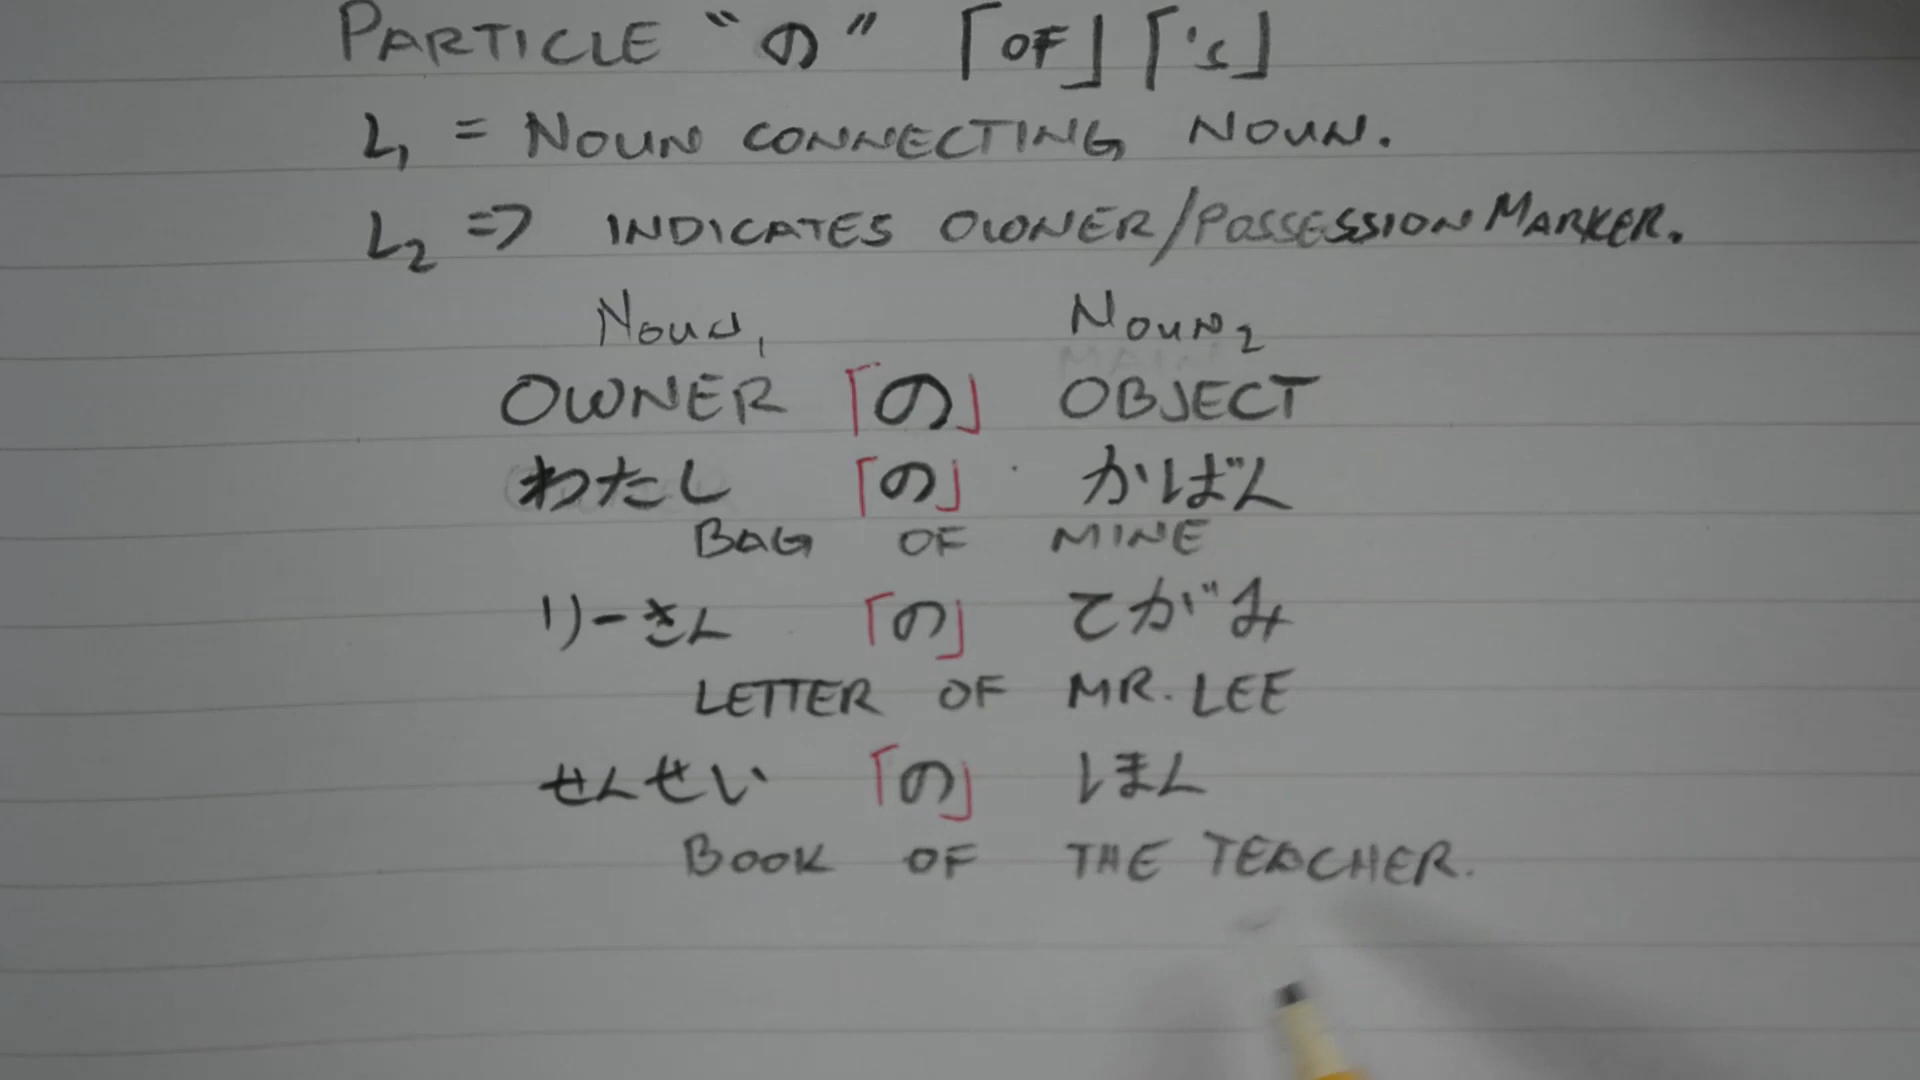 PARTICLE "の" 「OF」「'S」
L1 = NOUN CONNECTING NOUN.
L2 => INDICATES OWNER/POSSESSION MARKER.
NOUN1 NOUN2
OWNER 「の」 OBJECT
わたし 「の」 かばん
BAG OF MINE
りーさん 「の」 てがみ
LETTER OF MR. LEE
せんせい 「の」 ほん
BOOK OF THE TEACHER.